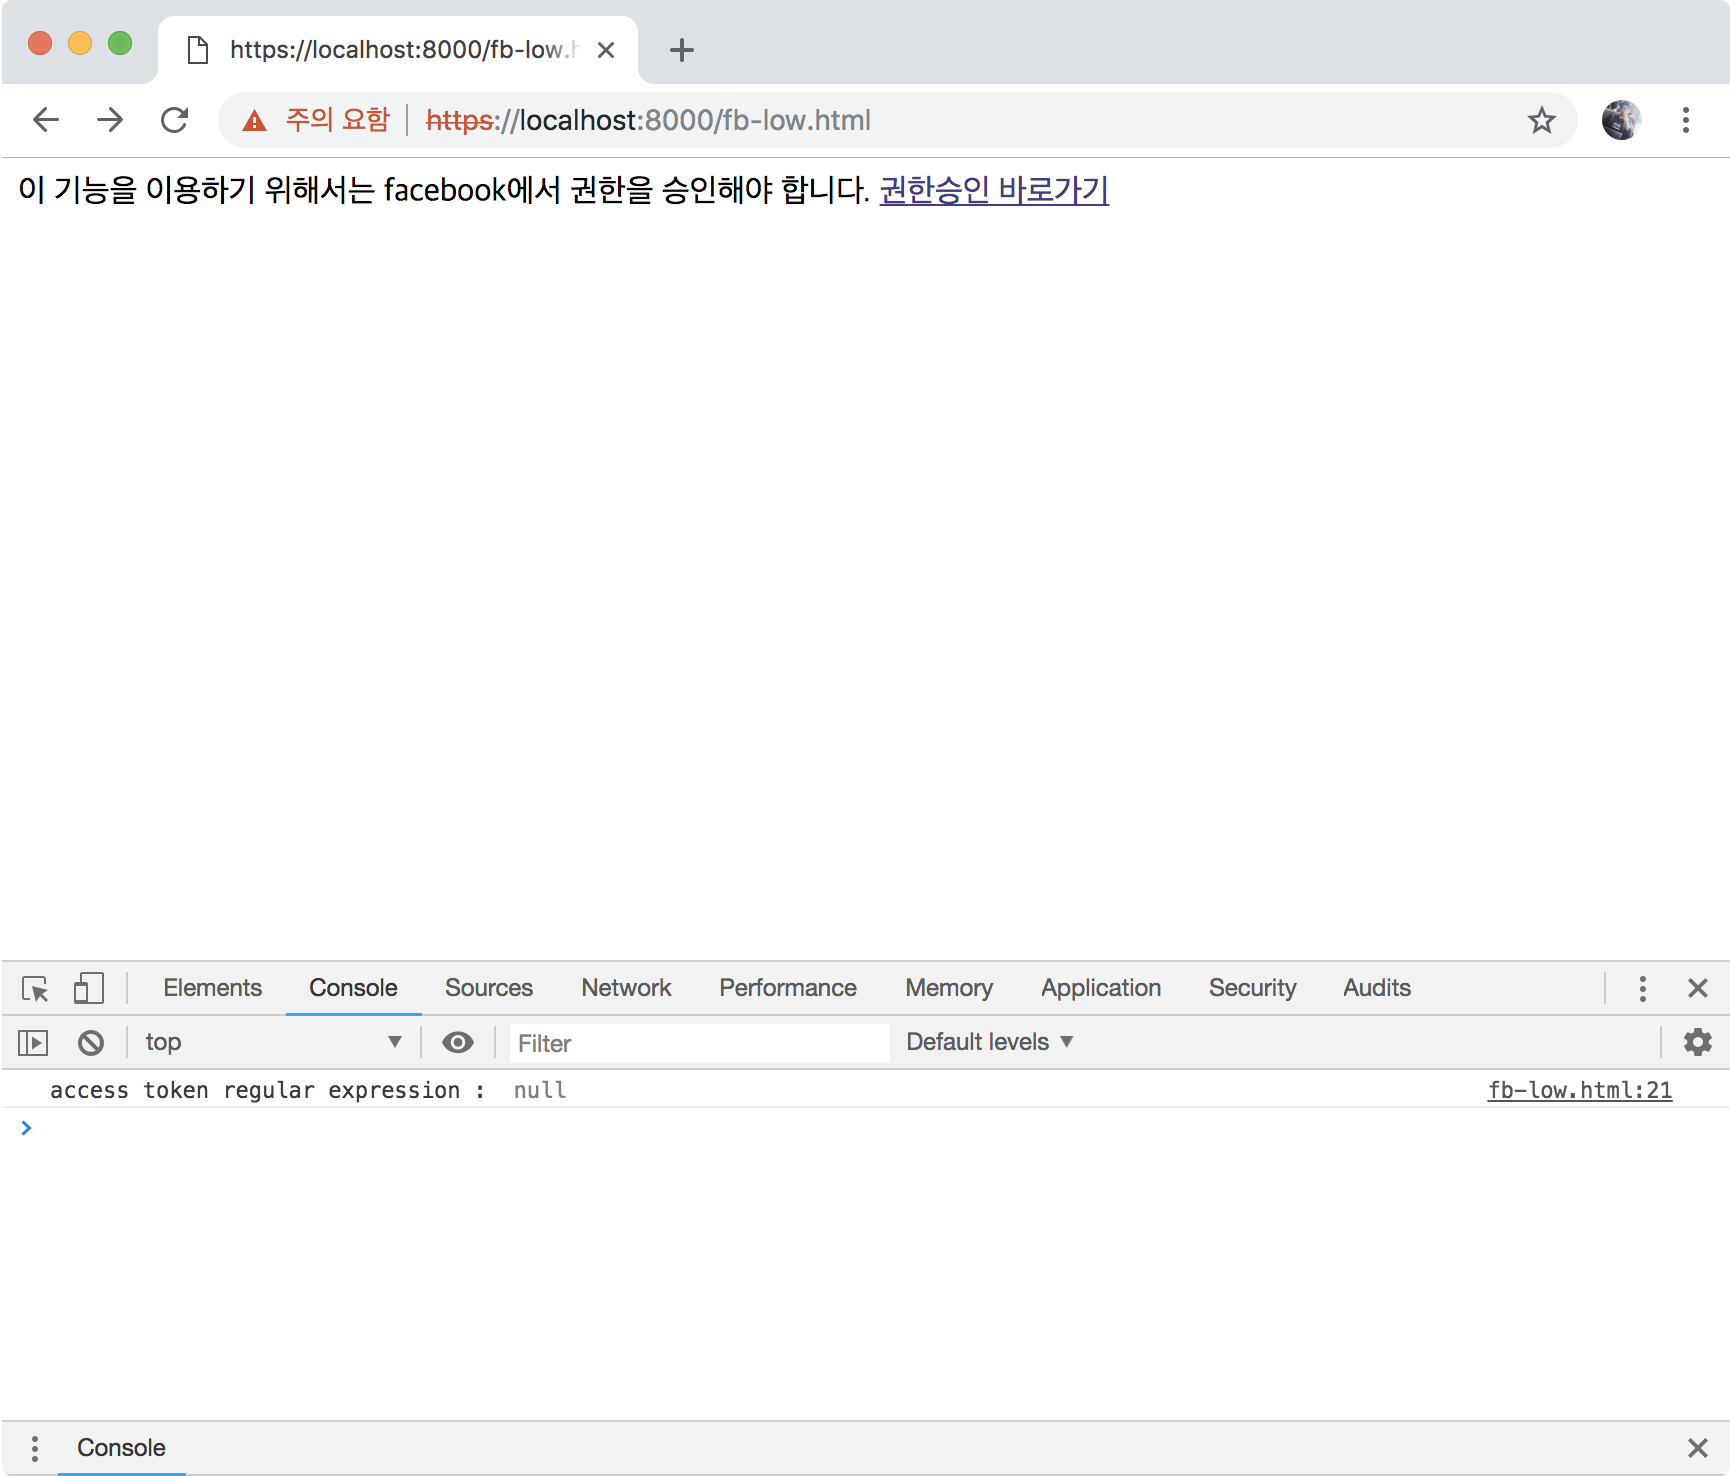 https://localhost:8000/fb-low.h
주의 요함 https://localhost:8000/fb-low.html
이 기능을 이용하기 위해서는 facebook에서 권한을 승인해야 합니다. 권한승인 바로가기
Elements Console Sources Network Performance Memory Application Security Audits
top Filter Default levels
access token regular expression : null fb-low.html:21
Console